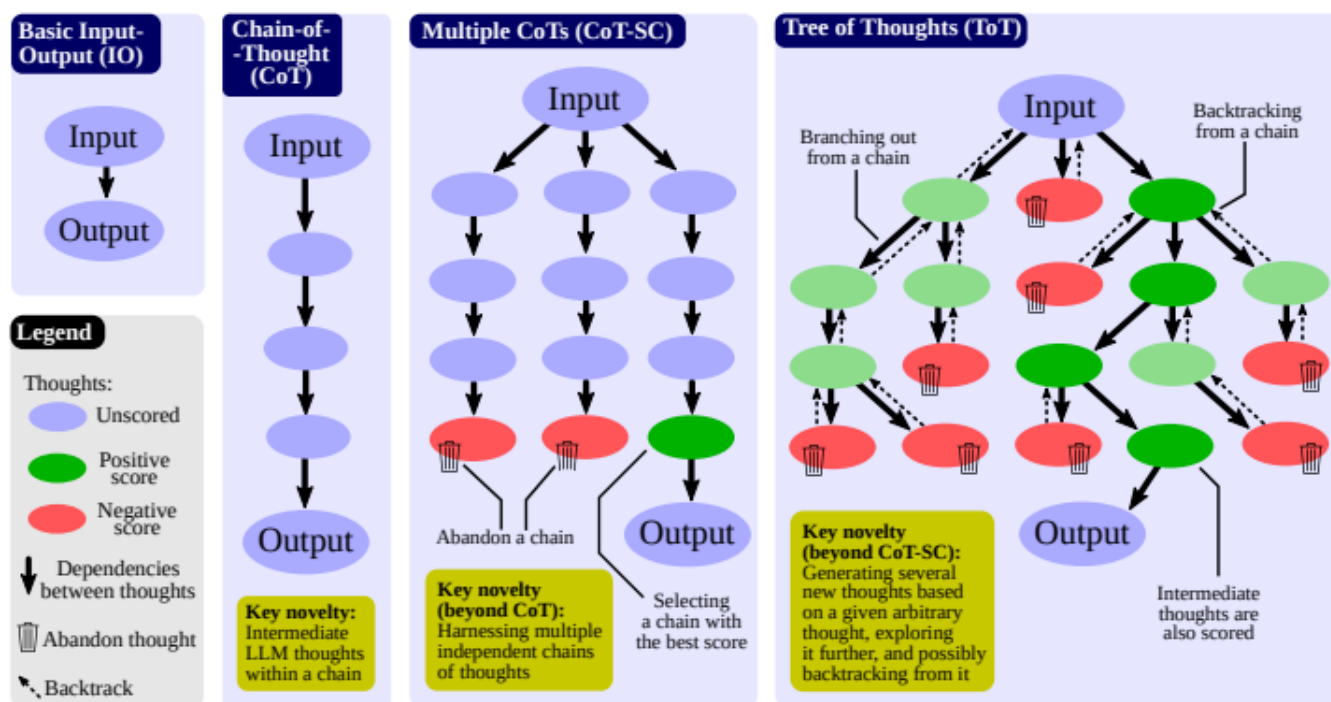 Basic Input-
Output (IO)
Input
Output
Legend
Thoughts:
Unscored
Positive
score
Negative
score
Dependencies
between thoughts
Abandon thought
Backtrack
Chain-of-
-Thought
(CoT)
Input
Output
Key novelty:
Intermediate
LLM thoughts
within a chain
Multiple CoTs (CoT-SC)
Input
Abandon a chain
Output
Selecting
a chain with
the best score
Key novelty
(beyond CoT):
Harnessing multiple
independent chains
of thoughts
Tree of Thoughts (ToT)
Input
Branching out
from a chain
Backtracking
from a chain
Output
Key novelty
(beyond CoT-SC):
Generating several
new thoughts based
on a given arbitrary
thought, exploring
it further, and possibly
backtracking from it
Intermediate
thoughts are
also scored